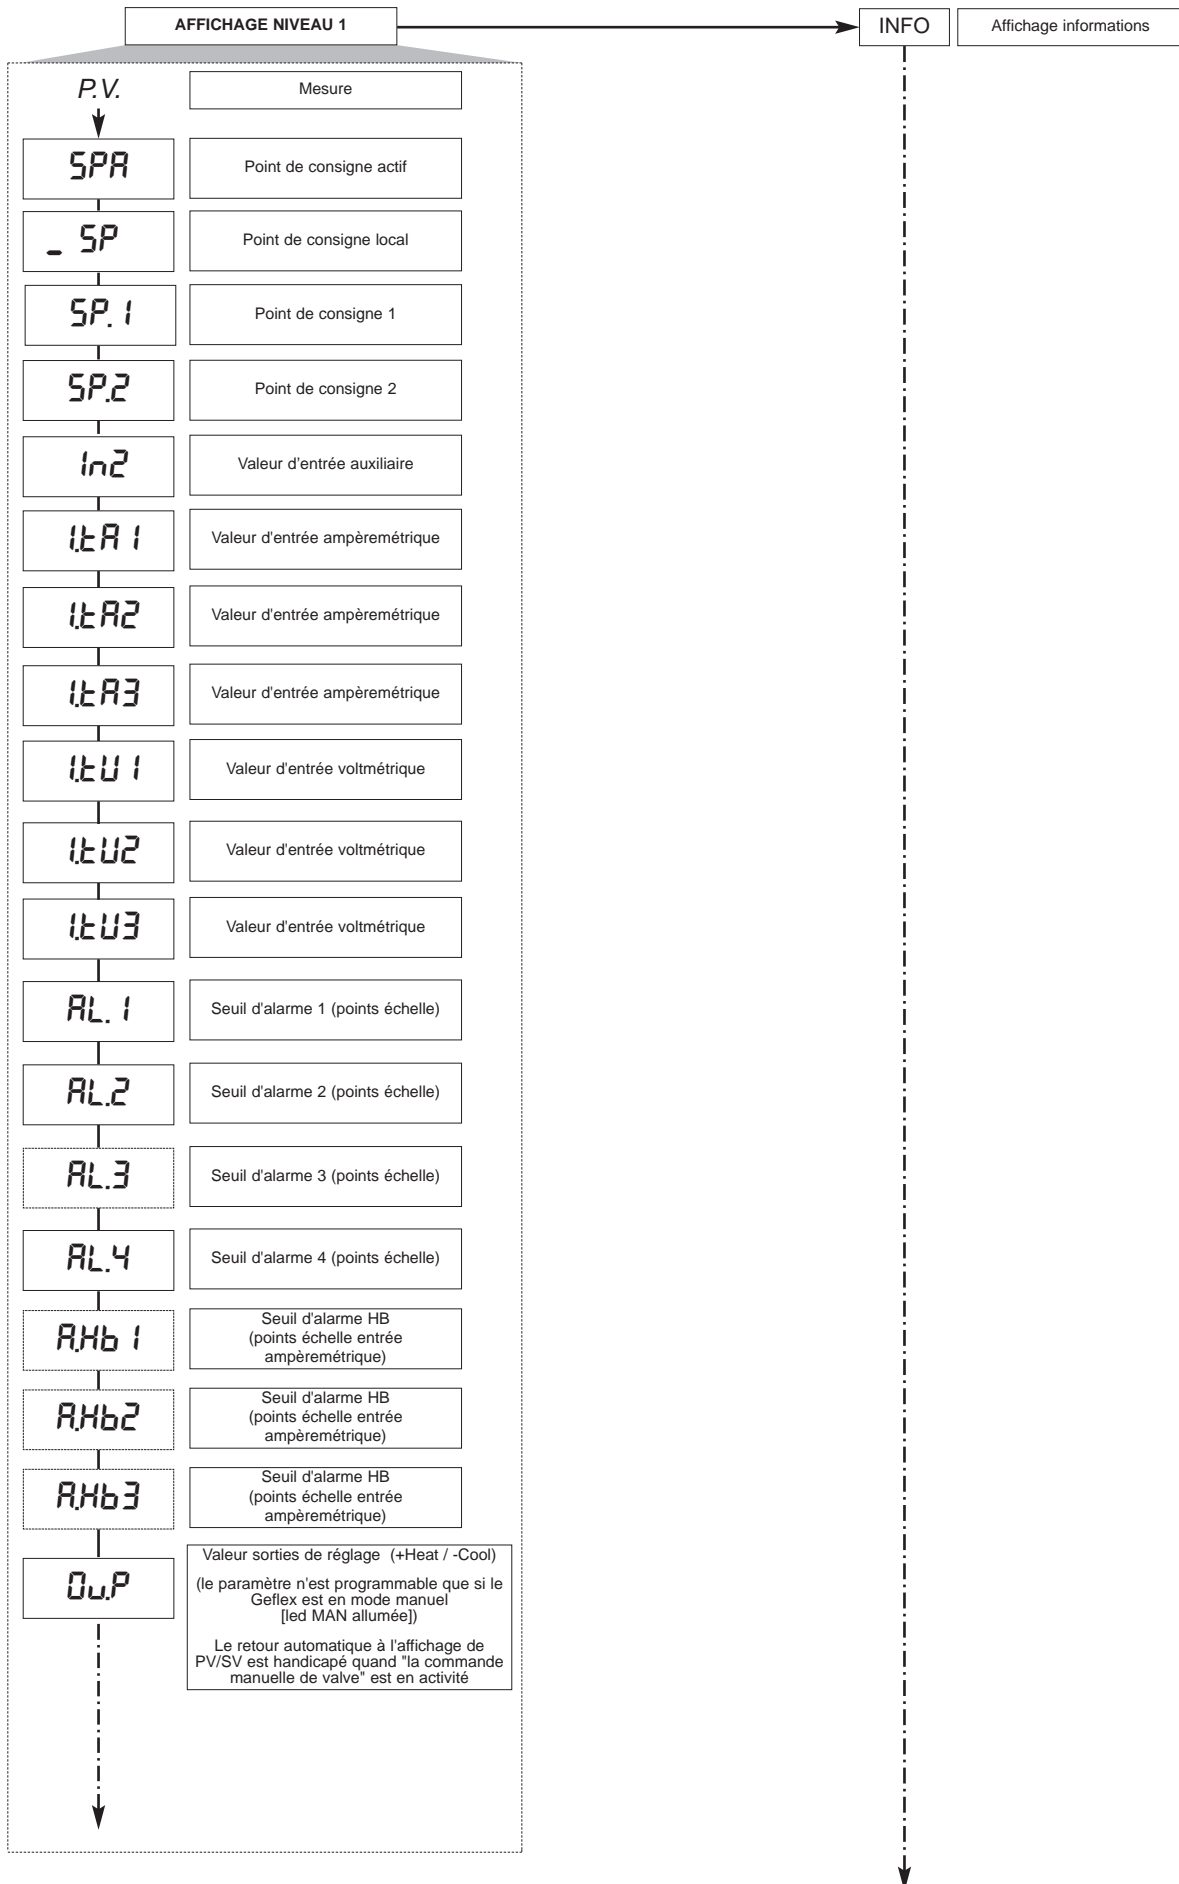 AFFICHAGE NIVEAU 1
INFO
Affichage informations
P.V.
Mesure
SPA
Point de consigne actif
_ SP
Point de consigne local
SP.1
Point de consigne 1
SP.2
Point de consigne 2
In2
Valeur d'entrée auxiliaire
I.tA1
Valeur d'entrée ampèremétrique
I.tA2
Valeur d'entrée ampèremétrique
I.tA3
Valeur d'entrée ampèremétrique
I.tU1
Valeur d'entrée voltmétrique
I.tU2
Valeur d'entrée voltmétrique
I.tU3
Valeur d'entrée voltmétrique
AL.1
Seuil d'alarme 1 (points échelle)
AL.2
Seuil d'alarme 2 (points échelle)
AL.3
Seuil d'alarme 3 (points échelle)
AL.4
Seuil d'alarme 4 (points échelle)
A.Hb1
Seuil d'alarme HB
(points échelle entrée
ampèremétrique)
A.Hb2
Seuil d'alarme HB
(points échelle entrée
ampèremétrique)
A.Hb3
Seuil d'alarme HB
(points échelle entrée
ampèremétrique)
Ou.P
Valeur sorties de réglage (+Heat / -Cool)
(le paramètre n'est programmable que si le
Geflex est en mode manuel
[led MAN allumée])
Le retour automatique à l'affichage de
PV/SV est handicapé quand "la commande
manuelle de valve" est en activité